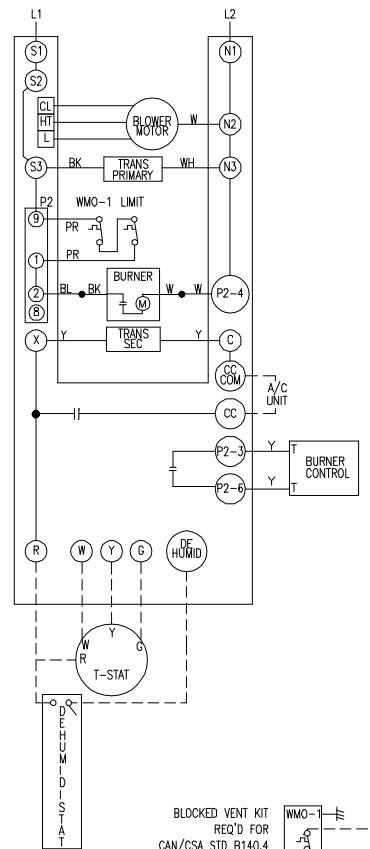 L1 L2
S1 N1
S2
CL
HT BLOWER MOTOR W N2
L
S3 BK TRANS PRIMARY WH N3
P2 WMO-1 LIMIT
9 PR
1 PR
BURNER
2 BL BK M W W P2-4
8
X Y TRANS SEC Y C
CC COM
A/C UNIT
CC
P2-3 Y T
BURNER CONTROL
P2-6 Y T
R W Y G DE HUMID
W Y G
R
T-STAT
DEHUMIDISTAT
BLOCKED VENT KIT WMO-1
REQ'D FOR
CAN/CSA STD B140.4